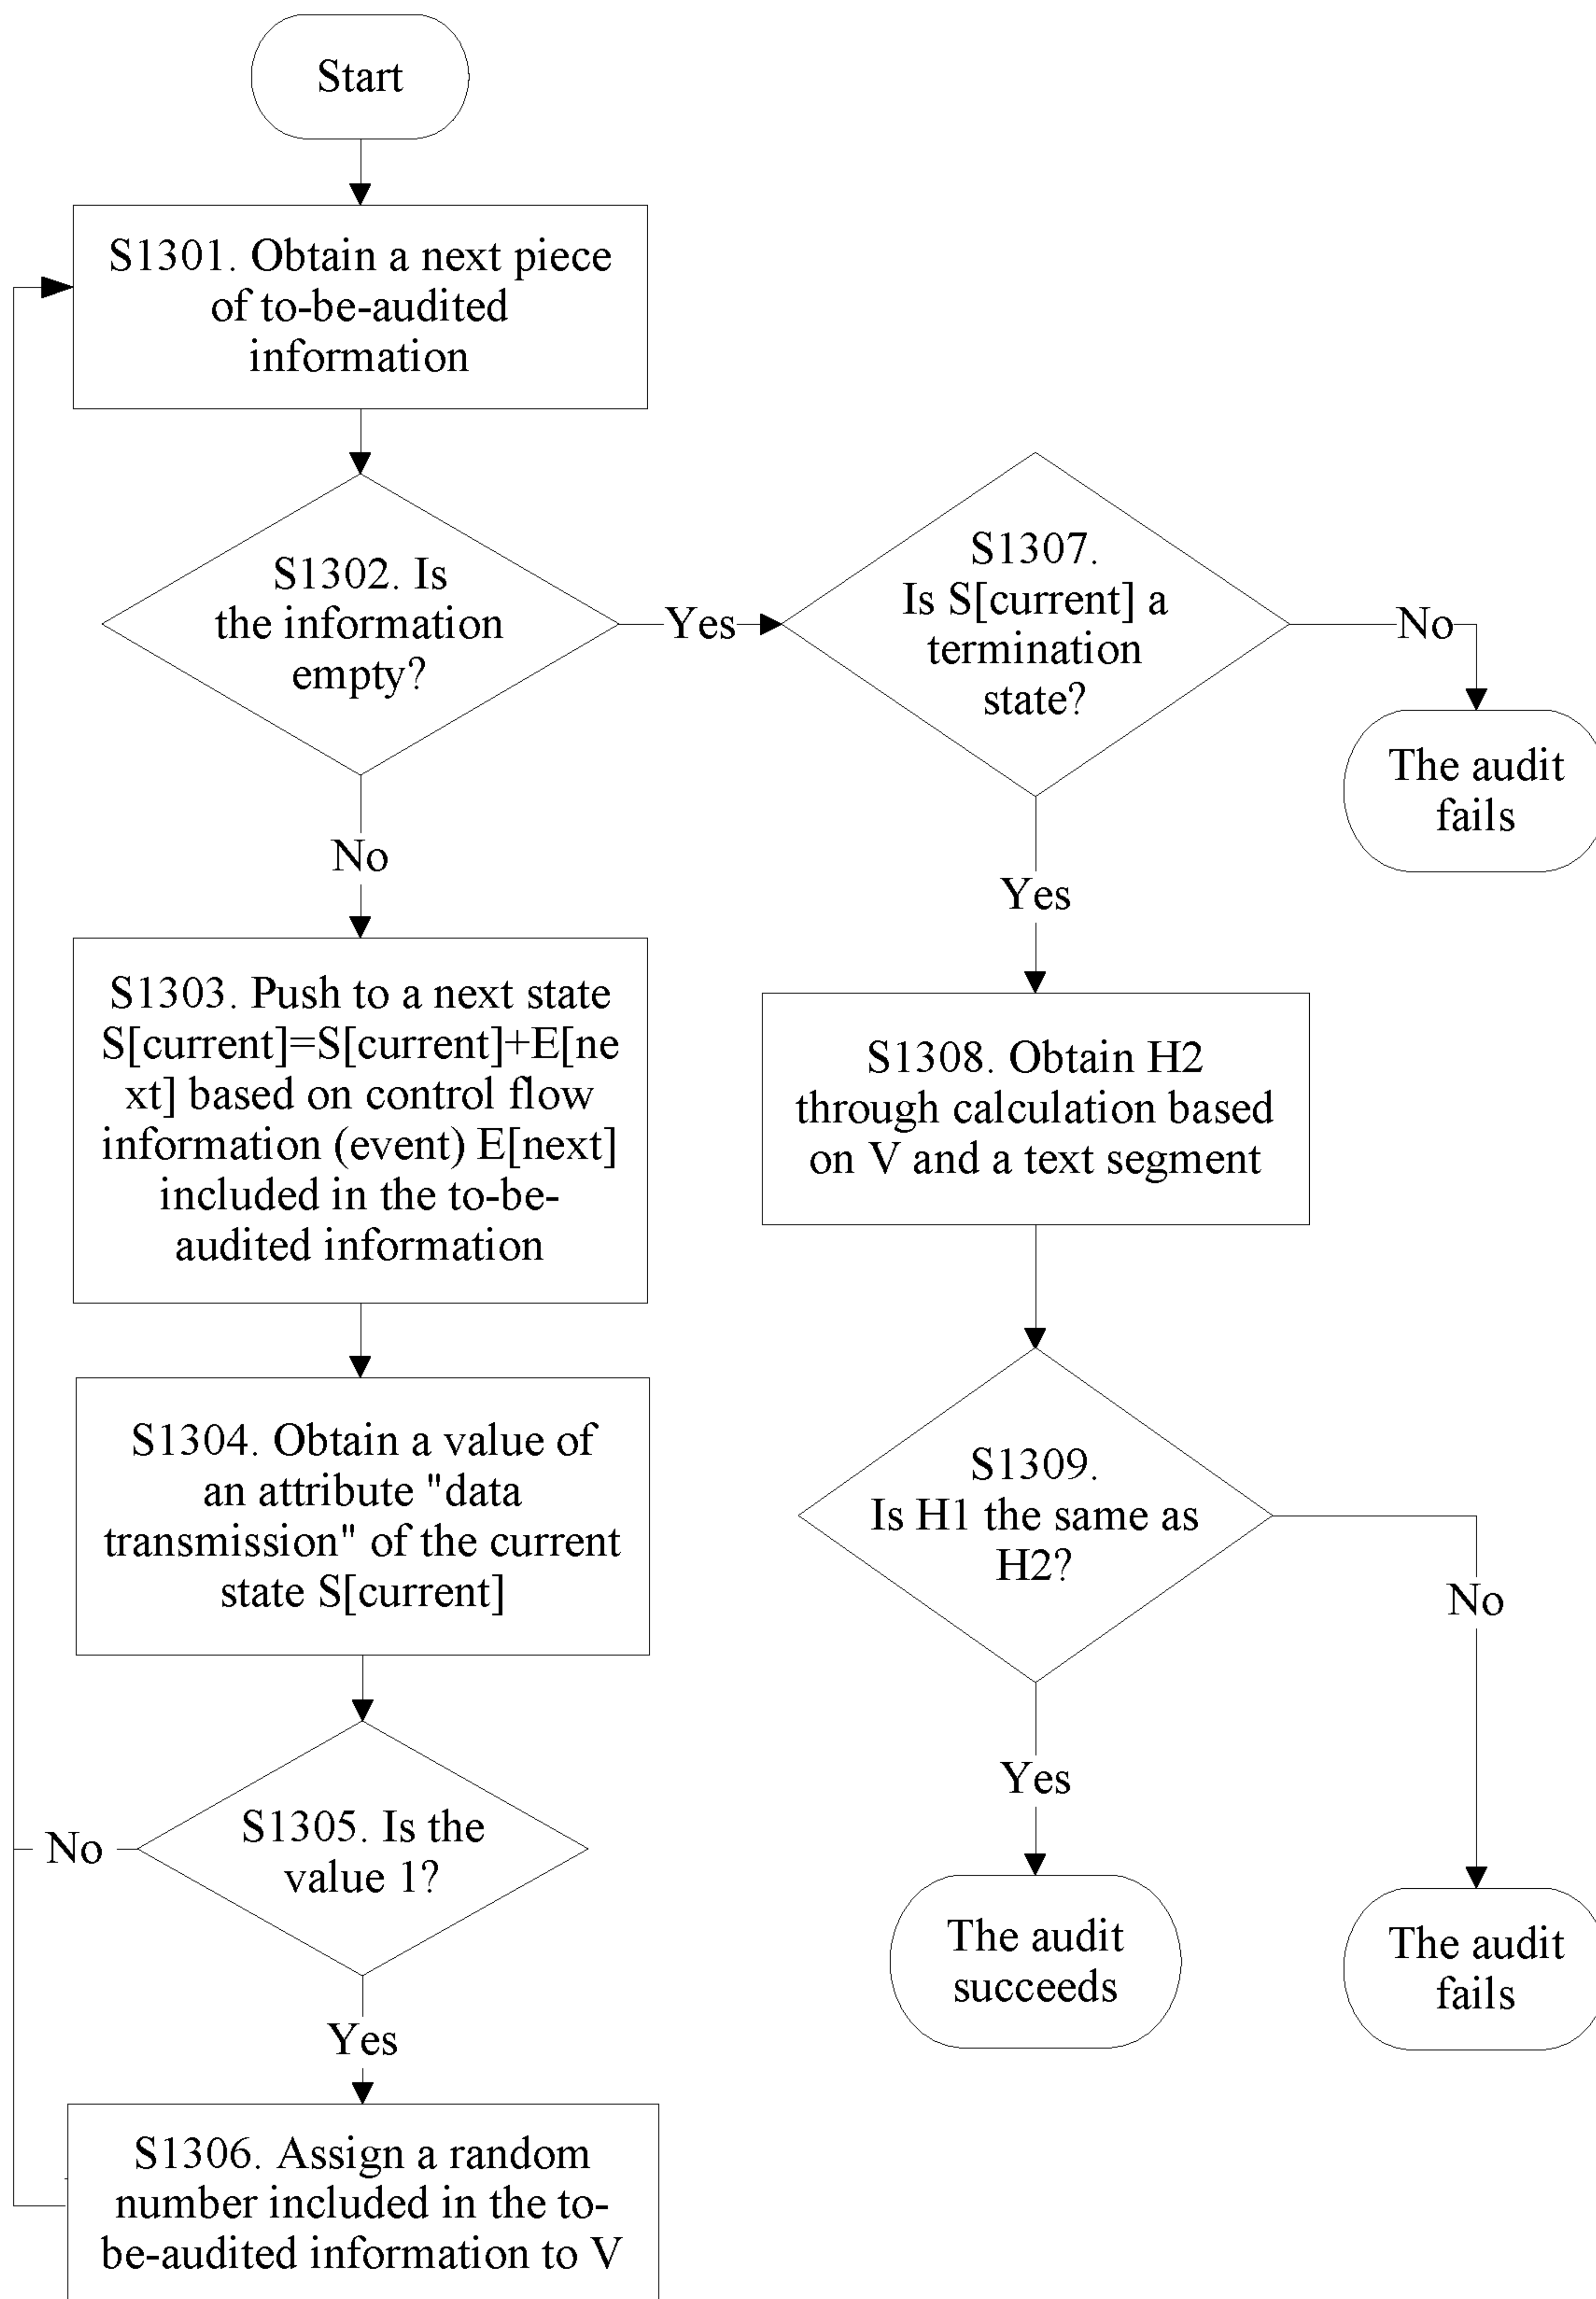 Start
S1301. Obtain a next piece
of to-be-audited
information
S1302. Is
the information
empty?
Yes
No
S1303. Push to a next state
S[current]=S[current]+E[ne
xt] based on control flow
information (event) E[next]
included in the to-be-
audited information
S1304. Obtain a value of
an attribute "data
transmission" of the current
state S[current]
S1305. Is the
value 1?
No
Yes
S1306. Assign a random
number included in the to-
be-audited information to V
S1307.
Is S[current] a
termination
state?
No
The audit
fails
Yes
S1308. Obtain H2
through calculation based
on V and a text segment
S1309.
Is H1 the same as
H2?
No
Yes
The audit
succeeds
The audit
fails